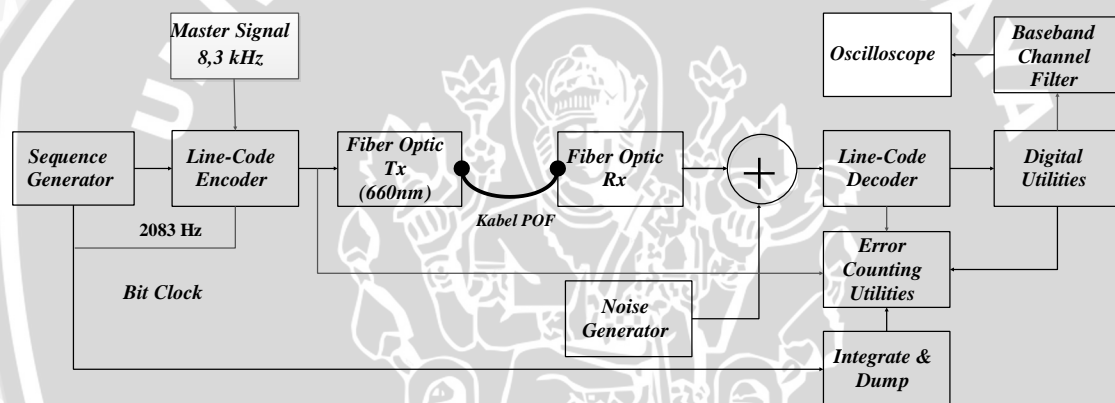 Master Signal
8,3 kHz
Oscilloscope
Baseband
Channel
Filter
Sequence
Generator
Line-Code
Encoder
Fiber Optic
Tx
(660nm)
Fiber Optic
Rx
+
Line-Code
Decoder
Digital
Utilities
Kabel POF
2083 Hz
Bit Clock
Error
Counting
Utilities
Noise
Generator
Integrate &
Dump